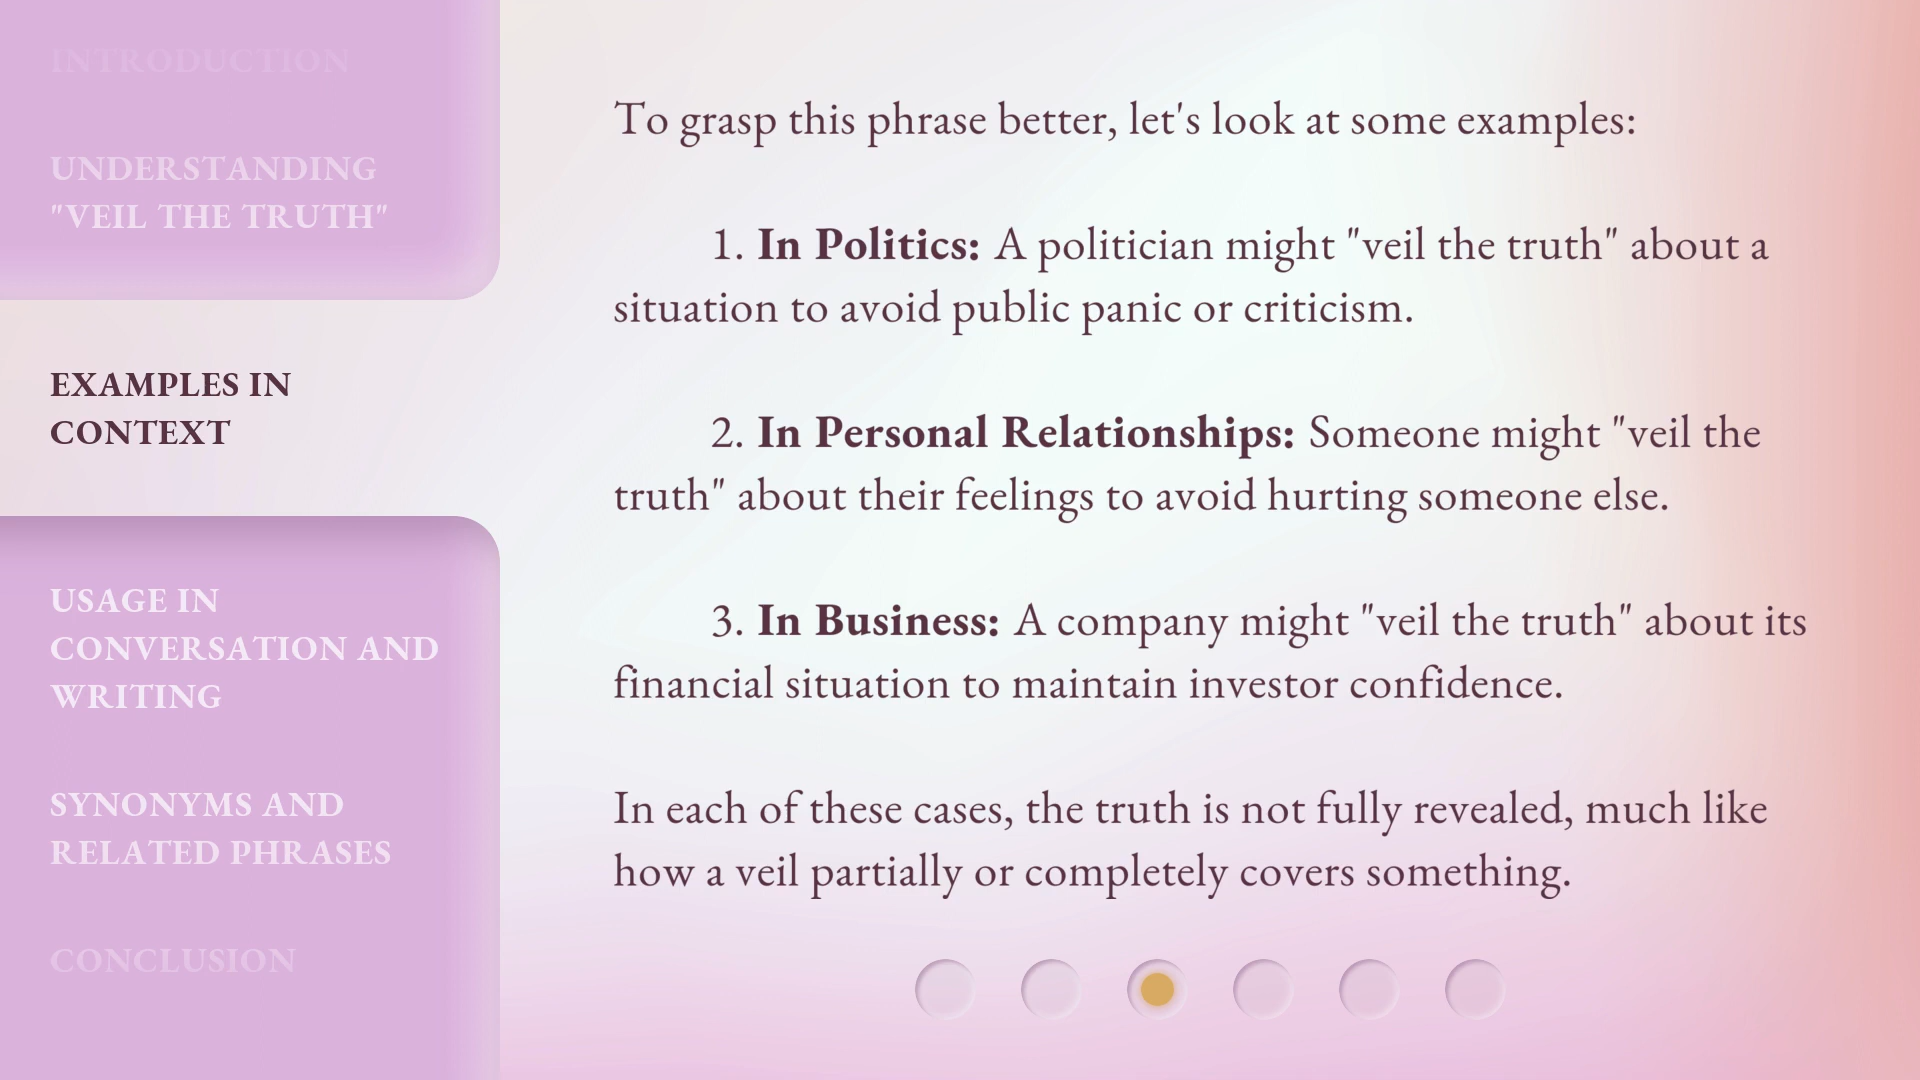 INTRODUCTION
UNDERSTANDING
"VEIL THE TRUTH"
EXAMPLES IN
CONTEXT
USAGE IN
CONVERSATION AND
WRITING
SYNONYMS AND
RELATED PHRASES
CONCLUSION
To grasp this phrase better, let's look at some examples:
1. In Politics: A politician might "veil the truth" about a
situation to avoid public panic or criticism.
2. In Personal Relationships: Someone might "veil the
truth" about their feelings to avoid hurting someone else.
3. In Business: A company might "veil the truth" about its
financial situation to maintain investor confidence.
In each of these cases, the truth is not fully revealed, much like
how a veil partially or completely covers something.